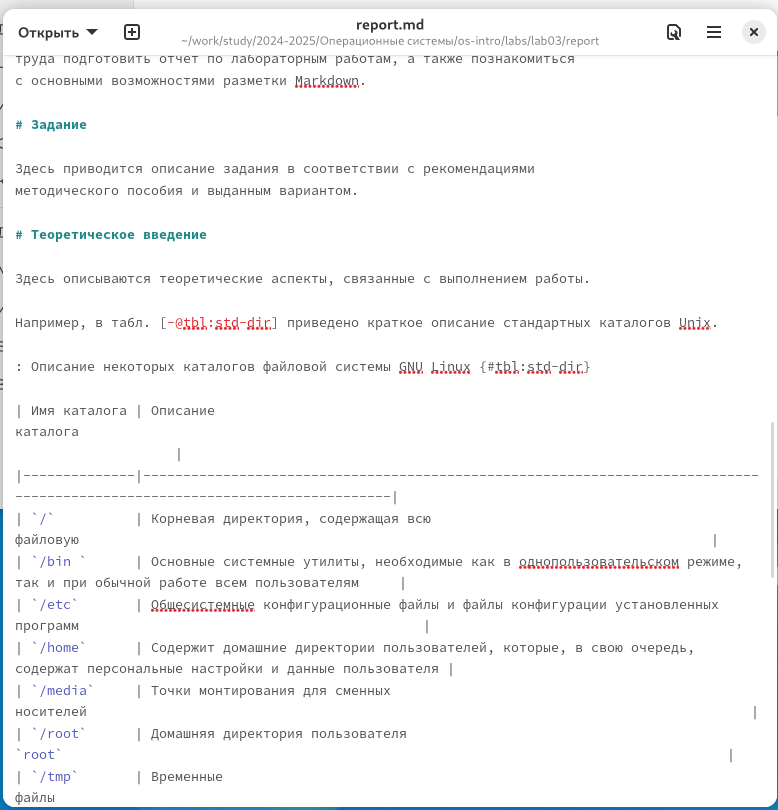 Открыть
report.md
~/work/study/2024-2025/Операционные системы/os-intro/labs/lab03/report
труда подготовить отчёт по лабораторным работам, а также познакомиться
с основными возможностями разметки Markdown.
# Задание
Здесь приводится описание задания в соответствии с рекомендациями
методического пособия и выданным вариантом.
# Теоретическое введение
Здесь описываются теоретические аспекты, связанные с выполнением работы.
Например, в табл. [-@tbl:std-dir] приведено краткое описание стандартных каталогов Unix.
: Описание некоторых каталогов файловой системы GNU Linux {#tbl:std-dir}
| Имя каталога | Описание
каталога
|
|--------------|-----------------------------------------------------------------------------
-----------------------------------------------|
| `/` | Корневая директория, содержащая всю
файловую |
| `/bin ` | Основные системные утилиты, необходимые как в однопользовательском режиме,
так и при обычной работе всем пользователям |
| `/etc` | Общесистемные конфигурационные файлы и файлы конфигурации установленных
программ |
| `/home` | Содержит домашние директории пользователей, которые, в свою очередь,
содержат персональные настройки и данные пользователя |
| `/media` | Точки монтирования для сменных
носителей |
| `/root` | Домашняя директория пользователя
`root` |
| `/tmp` | Временные
файлы